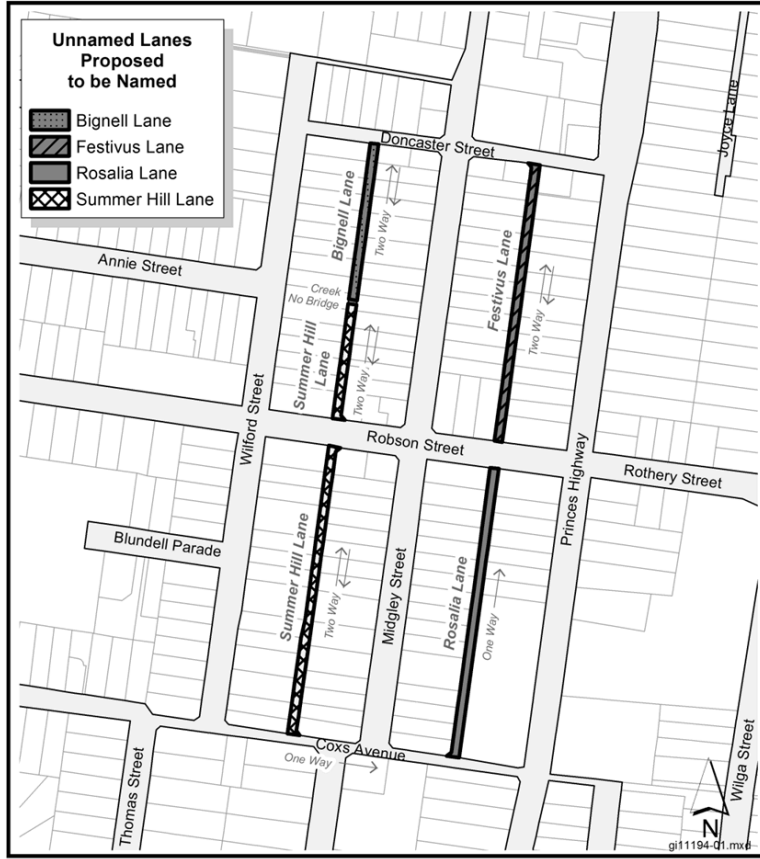 Unnamed Lanes
Proposed
to be Named
Bignell Lane
Festivus Lane
Rosalia Lane
Summer Hill Lane
Joyce Lane
Doncaster Street
Bignell Lane
Two Way
Festivus Lane
Two Way
Annie Street
Creek
No Bridge
Summer Hill
Lane
Two Way
Wilford Street
Robson Street
Princes Highway
Rothery Street
Blundell Parade
Summer Hill Lane
Two Way
Midgley Street
Rosalia Lane
One Way
Coxs Avenue
One Way
Thomas Street
Wilga Street
N
gi11194-01.mxd